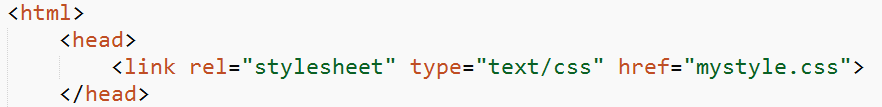 <html>
<head>
<link rel="stylesheet" type="text/css" href="mystyle.css">
</head>